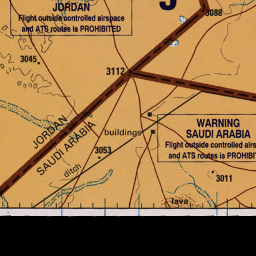 JORDAN
Flight outside controlled airspace
and ATS routes is PROHIBITED
3088
3045
3112
JORDAN
SAUDI ARABIA
buildings
WARNING
SAUDI ARABIA
Flight outside controlled airs
and ATS routes is PROHIBIT
3053
ditch
3011
lava